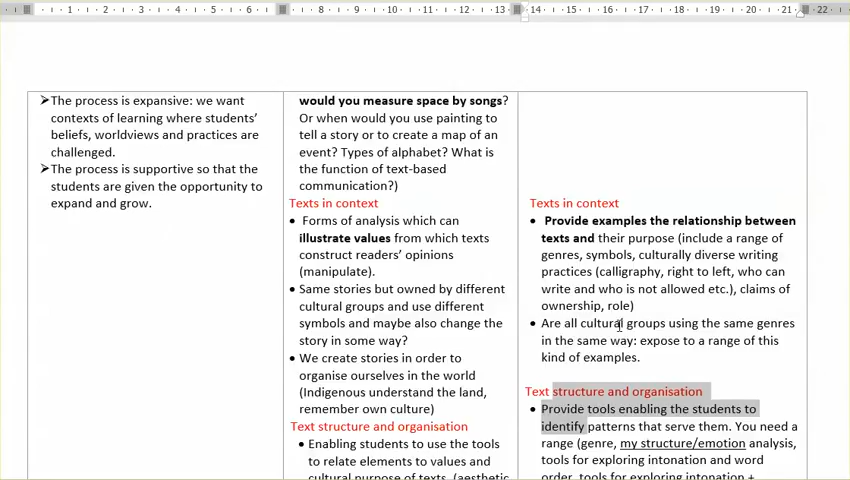 1 2 3 4 5 6 8 9 10 11 12 13 14 15 16 17 18 19 20 21 22
➢The process is expansive: we want
contexts of learning where students’
beliefs, worldviews and practices are
challenged.
➢The process is supportive so that the
students are given the opportunity to
expand and grow.
would you measure space by songs?
Or when would you use painting to
tell a story or to create a map of an
event? Types of alphabet? What is
the function of text-based
communication?)
Texts in context
• Forms of analysis which can
illustrate values from which texts
construct readers’ opinions
(manipulate).
• Same stories but owned by different
cultural groups and use different
symbols and maybe also change the
story in some way?
• We create stories in order to
organise ourselves in the world
(Indigenous understand the land,
remember own culture)
Text structure and organisation
• Enabling students to use the tools
to relate elements to values and
cultural purpose of texts. (aesthetic
Texts in context
• Provide examples the relationship between
texts and their purpose (include a range of
genres, symbols, culturally diverse writing
practices (calligraphy, right to left, who can
write and who is not allowed etc.), claims of
ownership, role)
• Are all cultural groups using the same genres
in the same way: expose to a range of this
kind of examples.
Text structure and organisation
• Provide tools enabling the students to
identify patterns that serve them. You need a
range (genre, my structure/emotion analysis,
tools for exploring intonation and word
order, tools for exploring intonation +